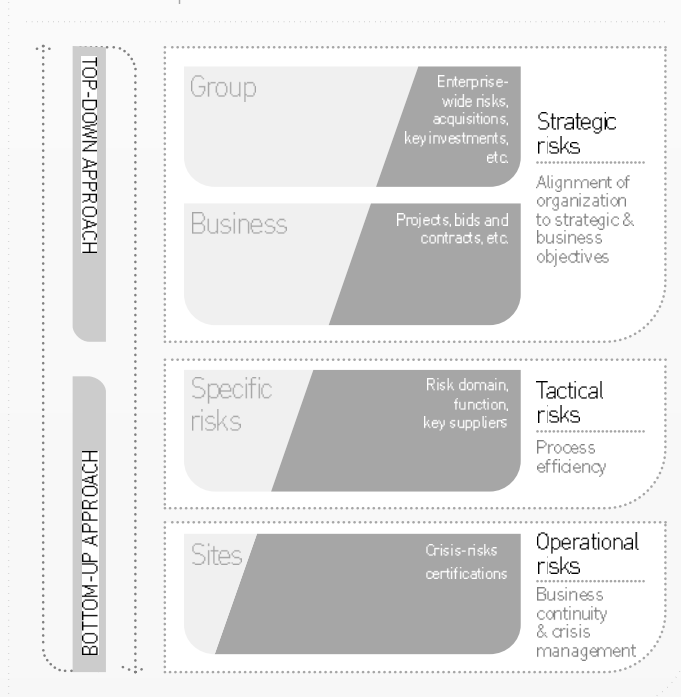 TOP-DOWN APPROACH
Group
Enterprise-
wide risks,
acquisitions,
key investments,
etc.
Strategic
risks
Alignment of
organization
to strategic &
business
objectives
Business
Projects, bids and
contracts, etc.
BOTTOM-UP APPROACH
Specific
risks
Risk domain,
function,
key suppliers
Tactical
risks
Process
efficiency
Sites
Crisis-risks
certifications
Operational
risks
Business
continuity
& crisis
management